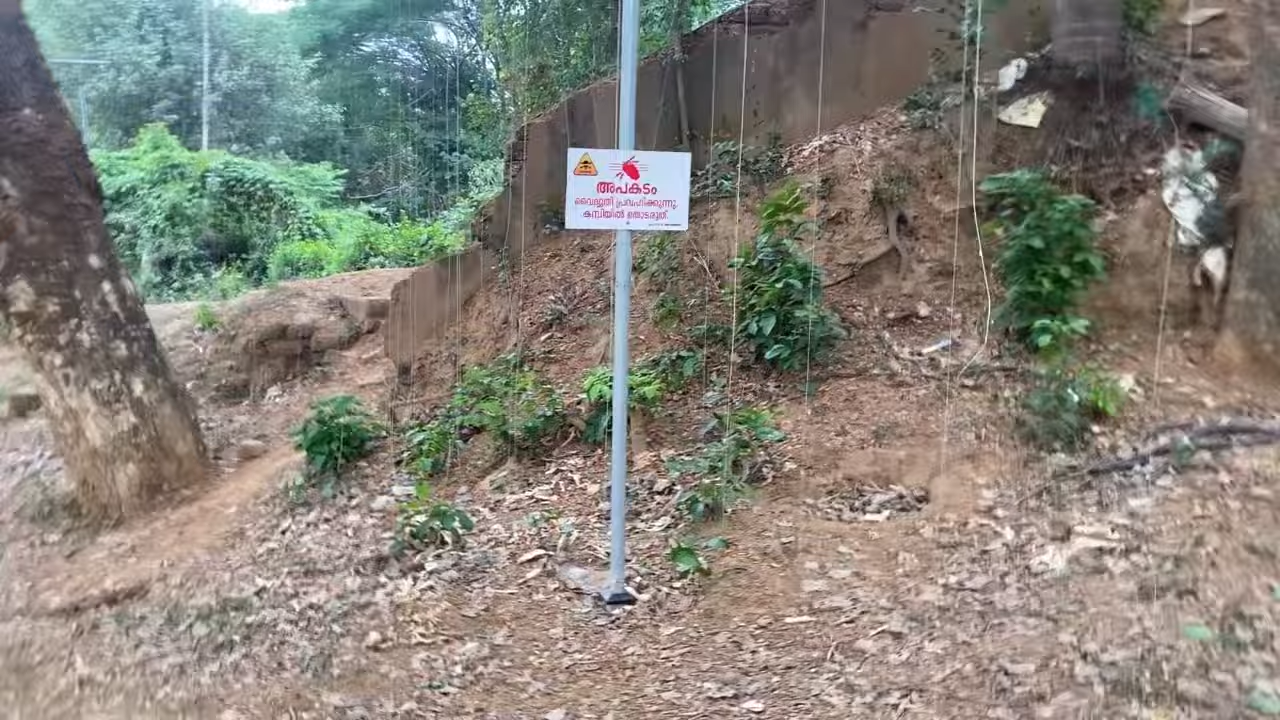 അപകടം
വൈദ്യുതി പ്രവഹിക്കുന്നു.
കമ്പിയിൽ തൊടരുത്.